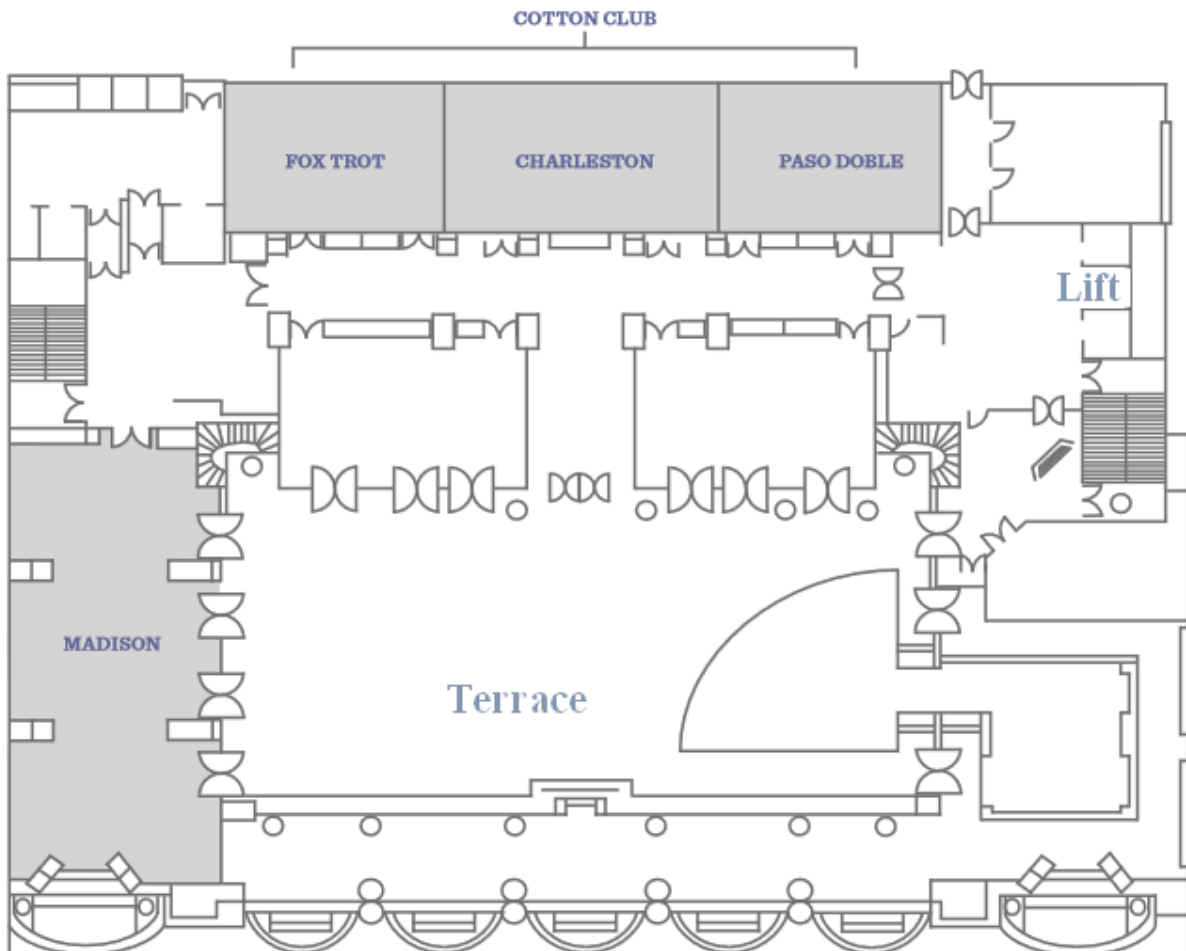 COTTON CLUB
FOX TROT
CHARLESTON
PASO DOBLE
Lift
MADISON
Terrace